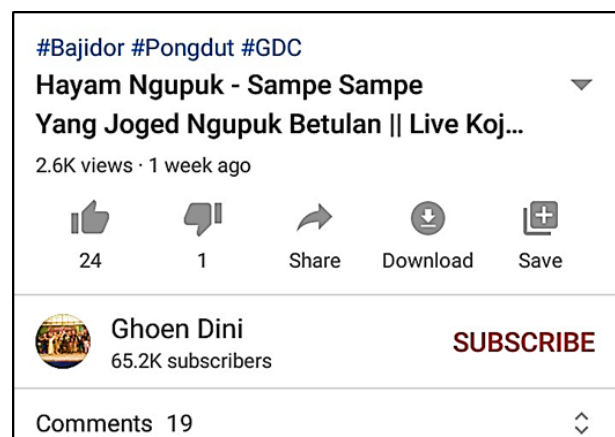 #Bajidor #Pongdut #GDC
Hayam Ngupuk - Sampe Sampe
Yang Joged Ngupuk Betulan || Live Koj...
2.6K views · 1 week ago
24 1 Share Download Save
Ghoen Dini
SUBSCRIBE
65.2K subscribers
Comments 19